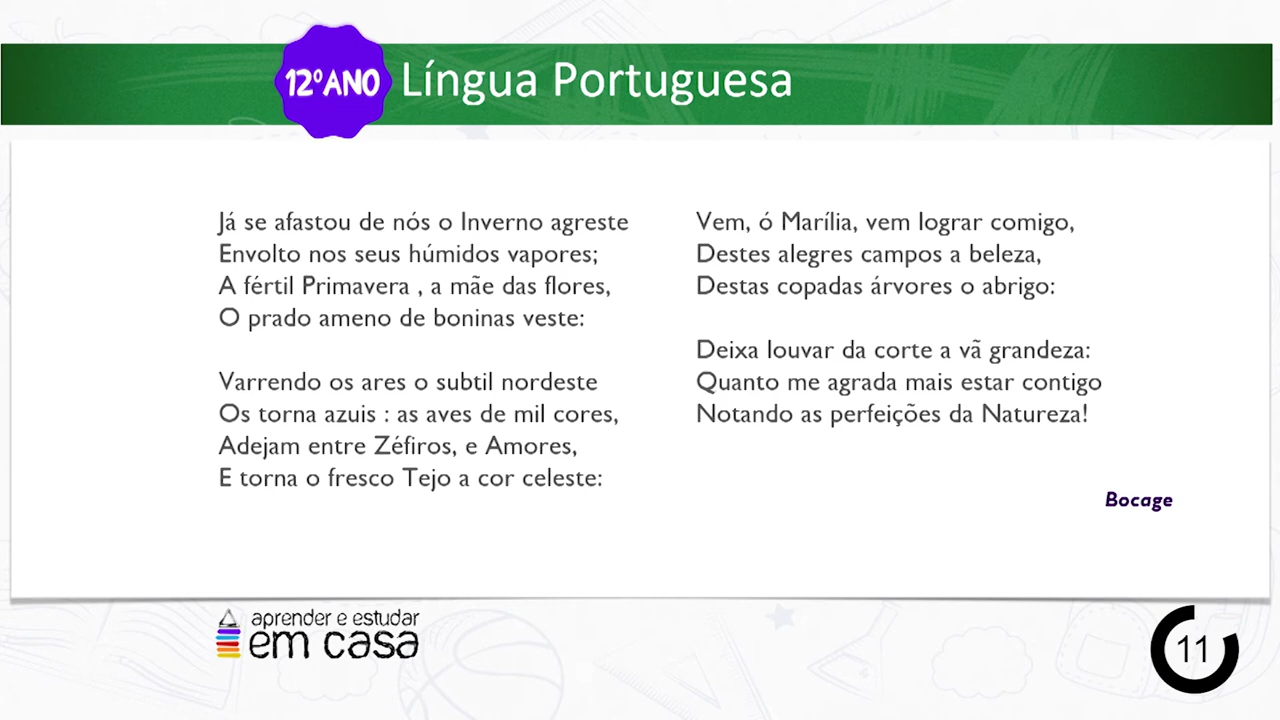 12ºANO Língua Portuguesa
Já se afastou de nós o Inverno agreste
Envolto nos seus húmidos vapores;
A fértil Primavera , a mãe das flores,
O prado ameno de boninas veste:
Varrendo os ares o subtil nordeste
Os torna azuis : as aves de mil cores,
Adejam entre Zéfiros, e Amores,
E torna o fresco Tejo a cor celeste:
Vem, ó Marília, vem lograr comigo,
Destes alegres campos a beleza,
Destas copadas árvores o abrigo:
Deixa louvar da corte a vã grandeza:
Quanto me agrada mais estar contigo
Notando as perfeições da Natureza!
Bocage
aprender e estudar
em casa
11